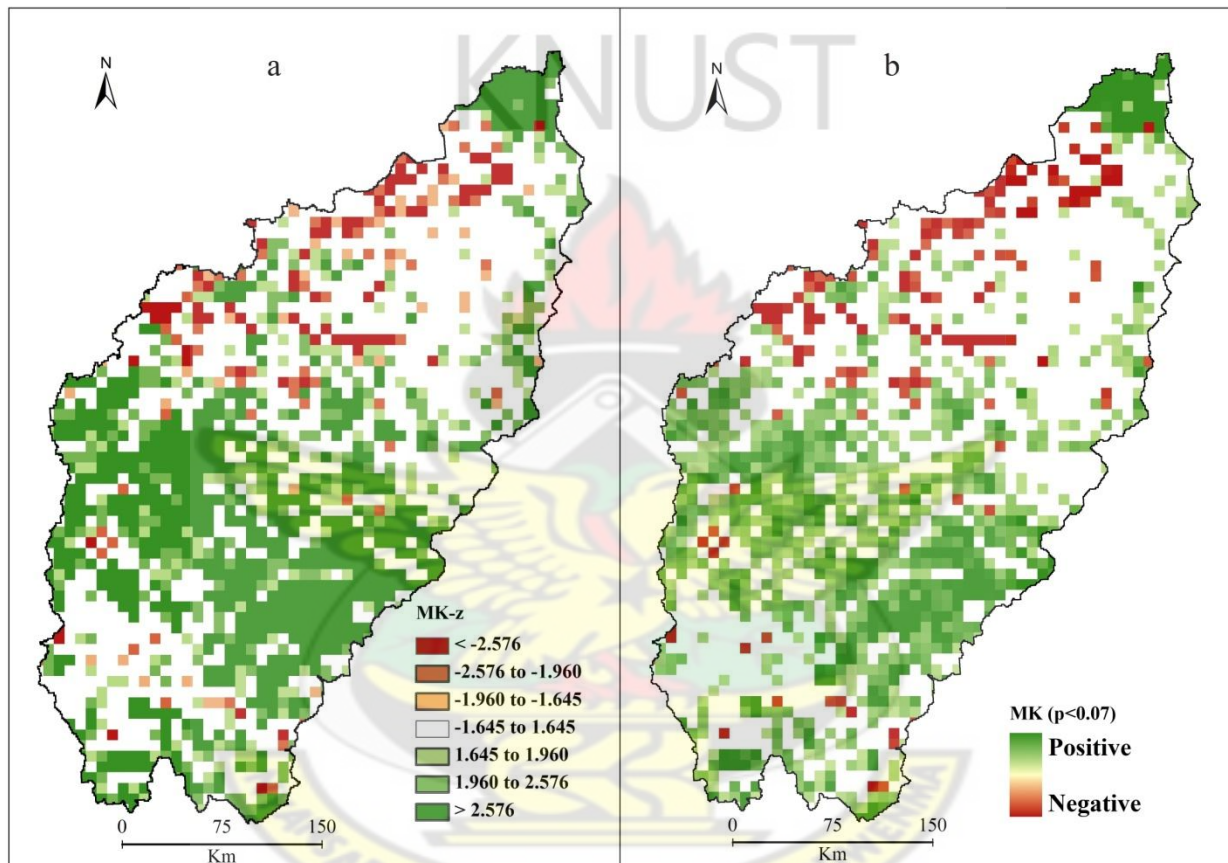 KNUST
a
N
MK-z
< -2.576
-2.576 to -1.960
-1.960 to -1.645
-1.645 to 1.645
1.645 to 1.960
1.960 to 2.576
> 2.576
0 75 150
Km
b
N
MK (p<0.07)
Positive
Negative
0 75 150
Km